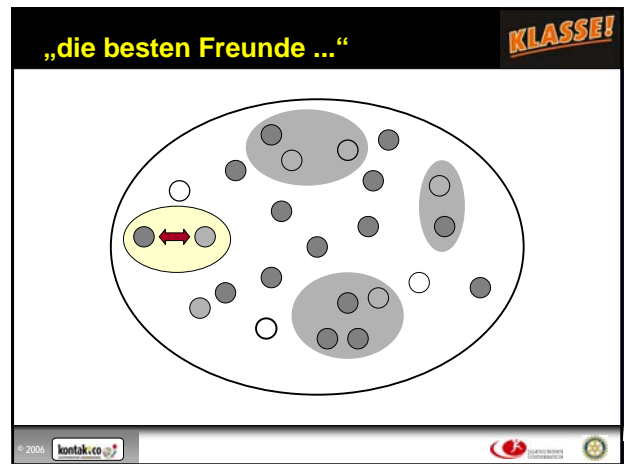 „die besten Freunde ...“
KLASSE!
© 2006 kontakt.co